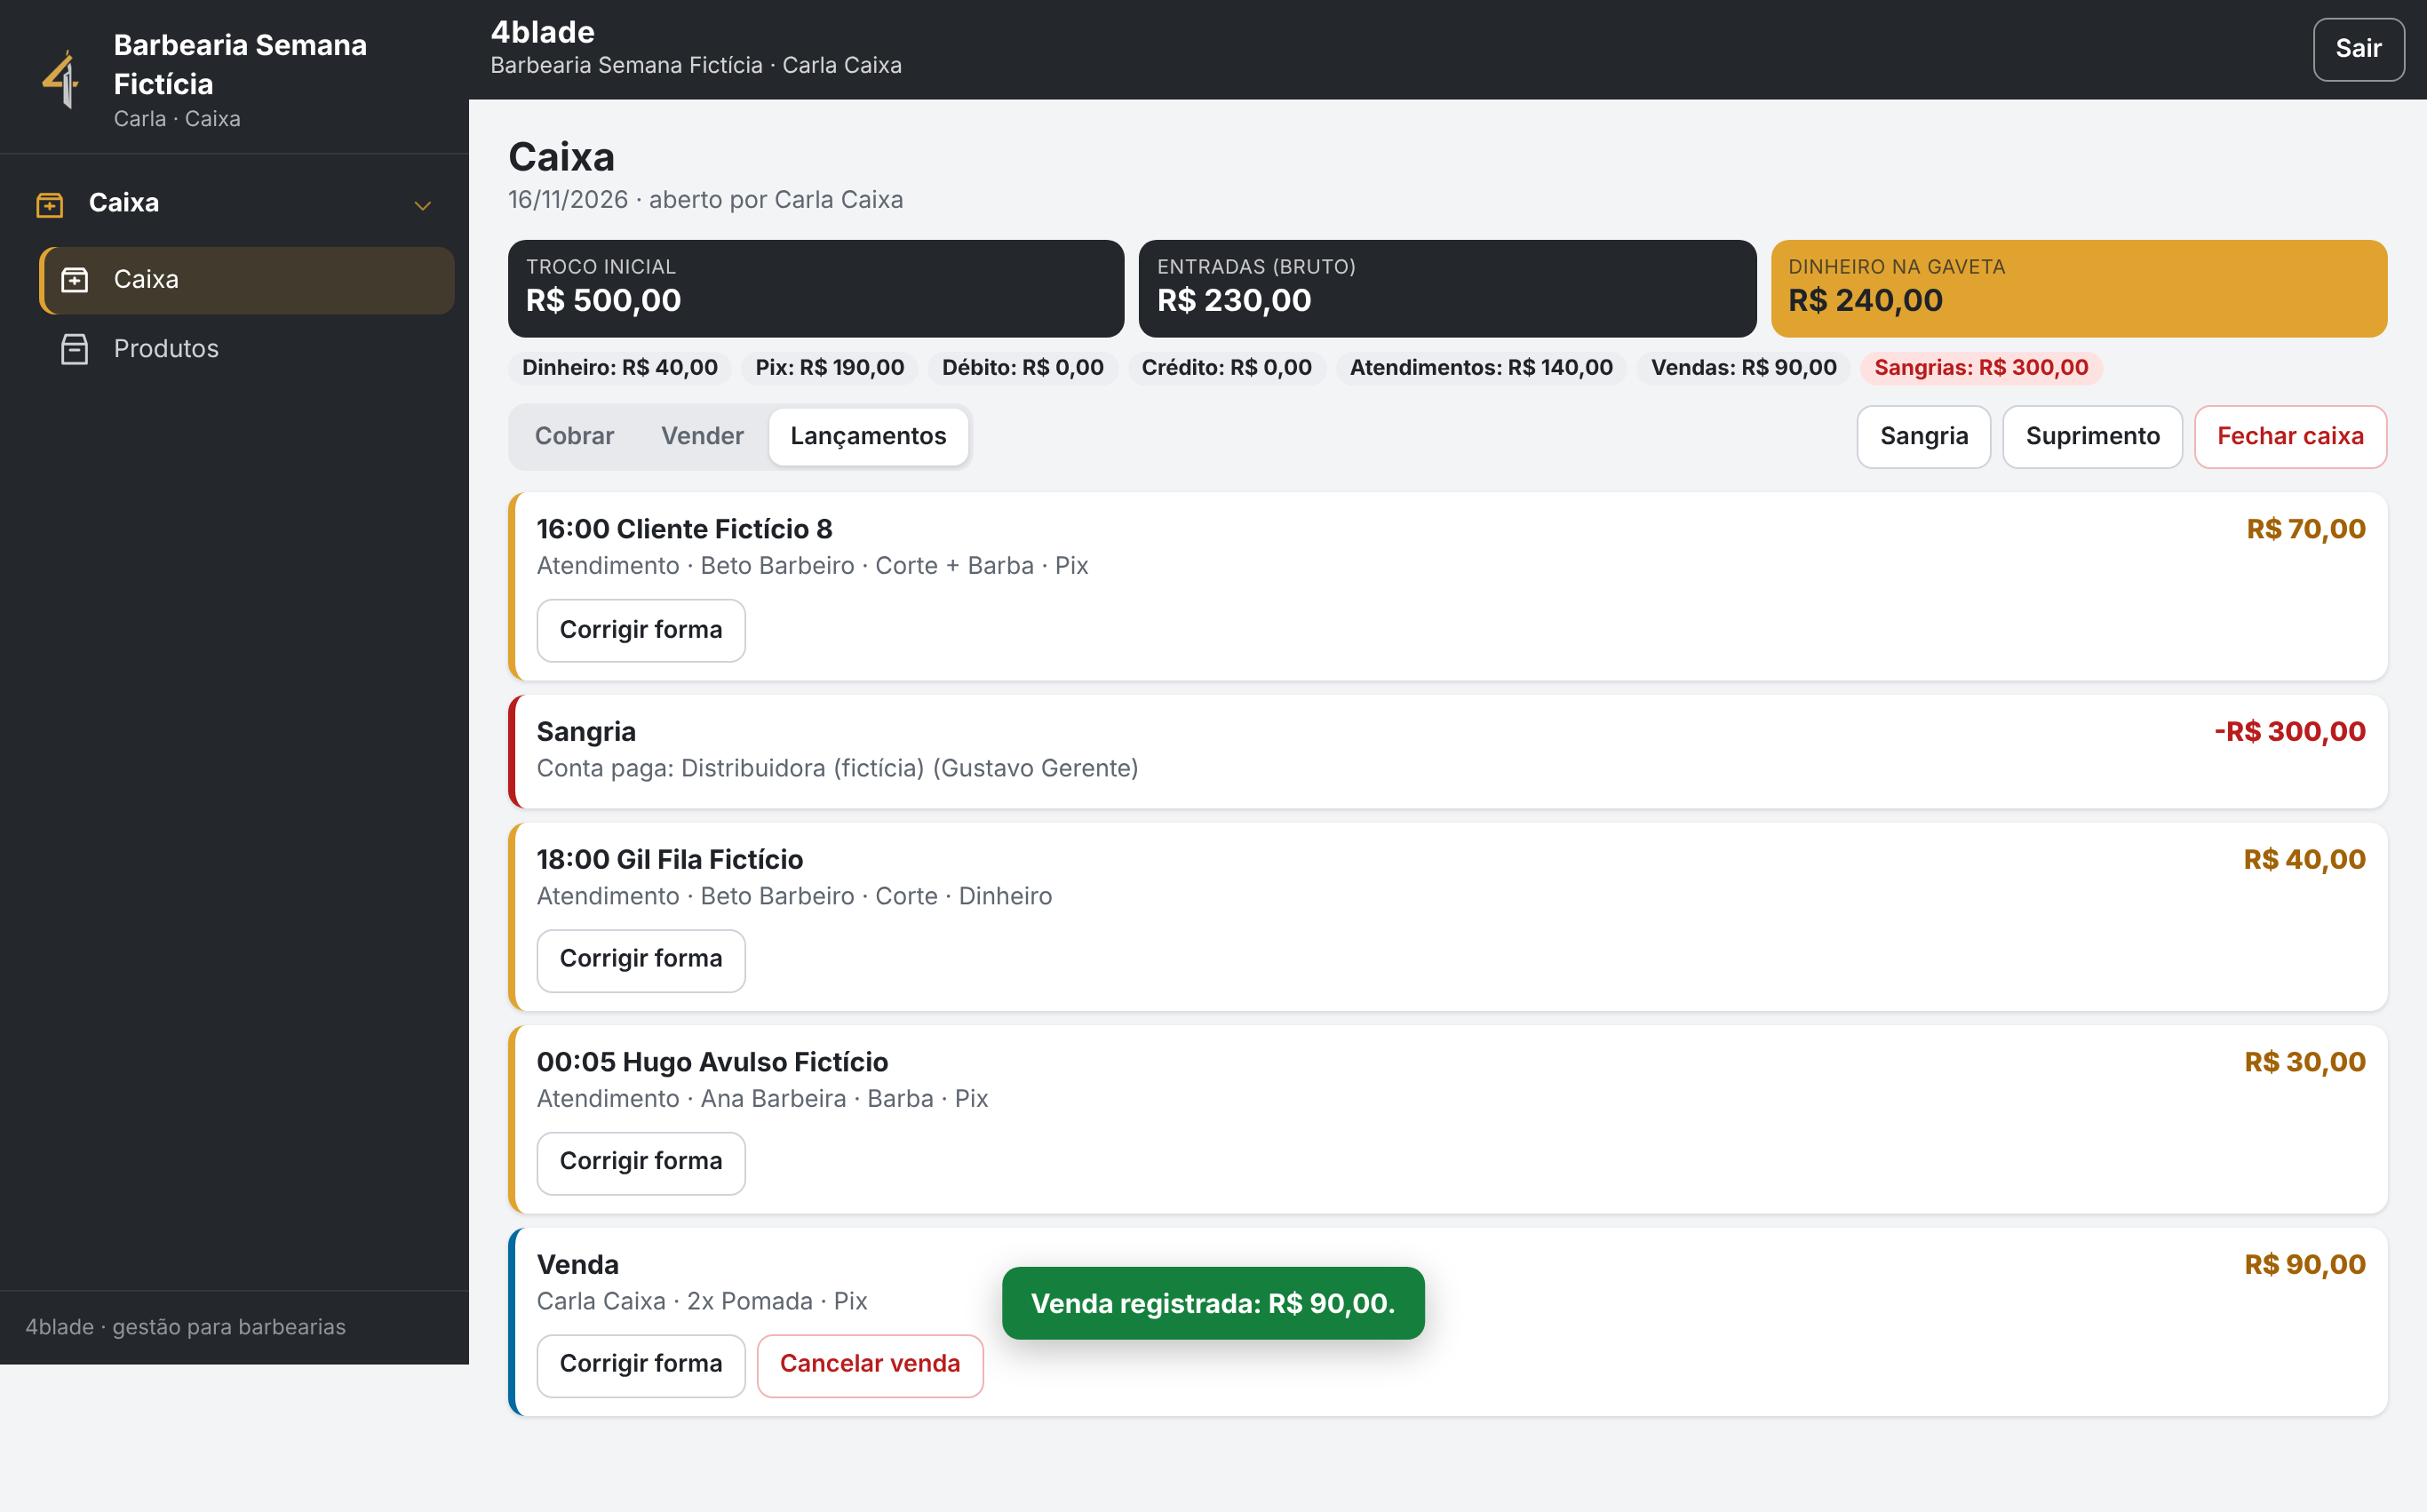 Barbearia Semana
Fictícia
Carla · Caixa
Caixa
Caixa
Produtos
4blade · gestão para barbearias
4blade
Barbearia Semana Fictícia · Carla Caixa
Sair
Caixa
16/11/2026 · aberto por Carla Caixa
TROCO INICIAL
R$ 500,00
ENTRADAS (BRUTO)
R$ 230,00
DINHEIRO NA GAVETA
R$ 240,00
Dinheiro: R$ 40,00 Pix: R$ 190,00 Débito: R$ 0,00 Crédito: R$ 0,00 Atendimentos: R$ 140,00 Vendas: R$ 90,00 Sangrias: R$ 300,00
Cobrar Vender Lançamentos
Sangria Suprimento Fechar caixa
16:00 Cliente Fictício 8 R$ 70,00
Atendimento · Beto Barbeiro · Corte + Barba · Pix
Corrigir forma
Sangria -R$ 300,00
Conta paga: Distribuidora (fictícia) (Gustavo Gerente)
18:00 Gil Fila Fictício R$ 40,00
Atendimento · Beto Barbeiro · Corte · Dinheiro
Corrigir forma
00:05 Hugo Avulso Fictício R$ 30,00
Atendimento · Ana Barbeira · Barba · Pix
Corrigir forma
Venda R$ 90,00
Carla Caixa · 2x Pomada · Pix
Corrigir forma Cancelar venda
Venda registrada: R$ 90,00.